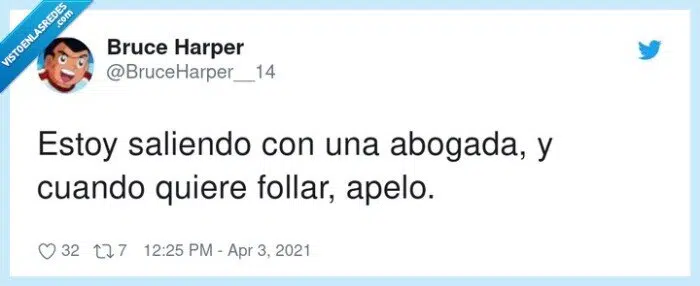 VISTOENLASREDES
.com
Bruce Harper
@BruceHarper__14
Estoy saliendo con una abogada, y
cuando quiere follar, apelo.
32 7 12:25 PM - Apr 3, 2021